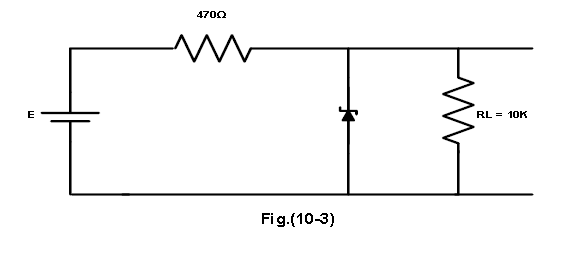 470Ω
E
RL = 10K
Fig.(10-3)